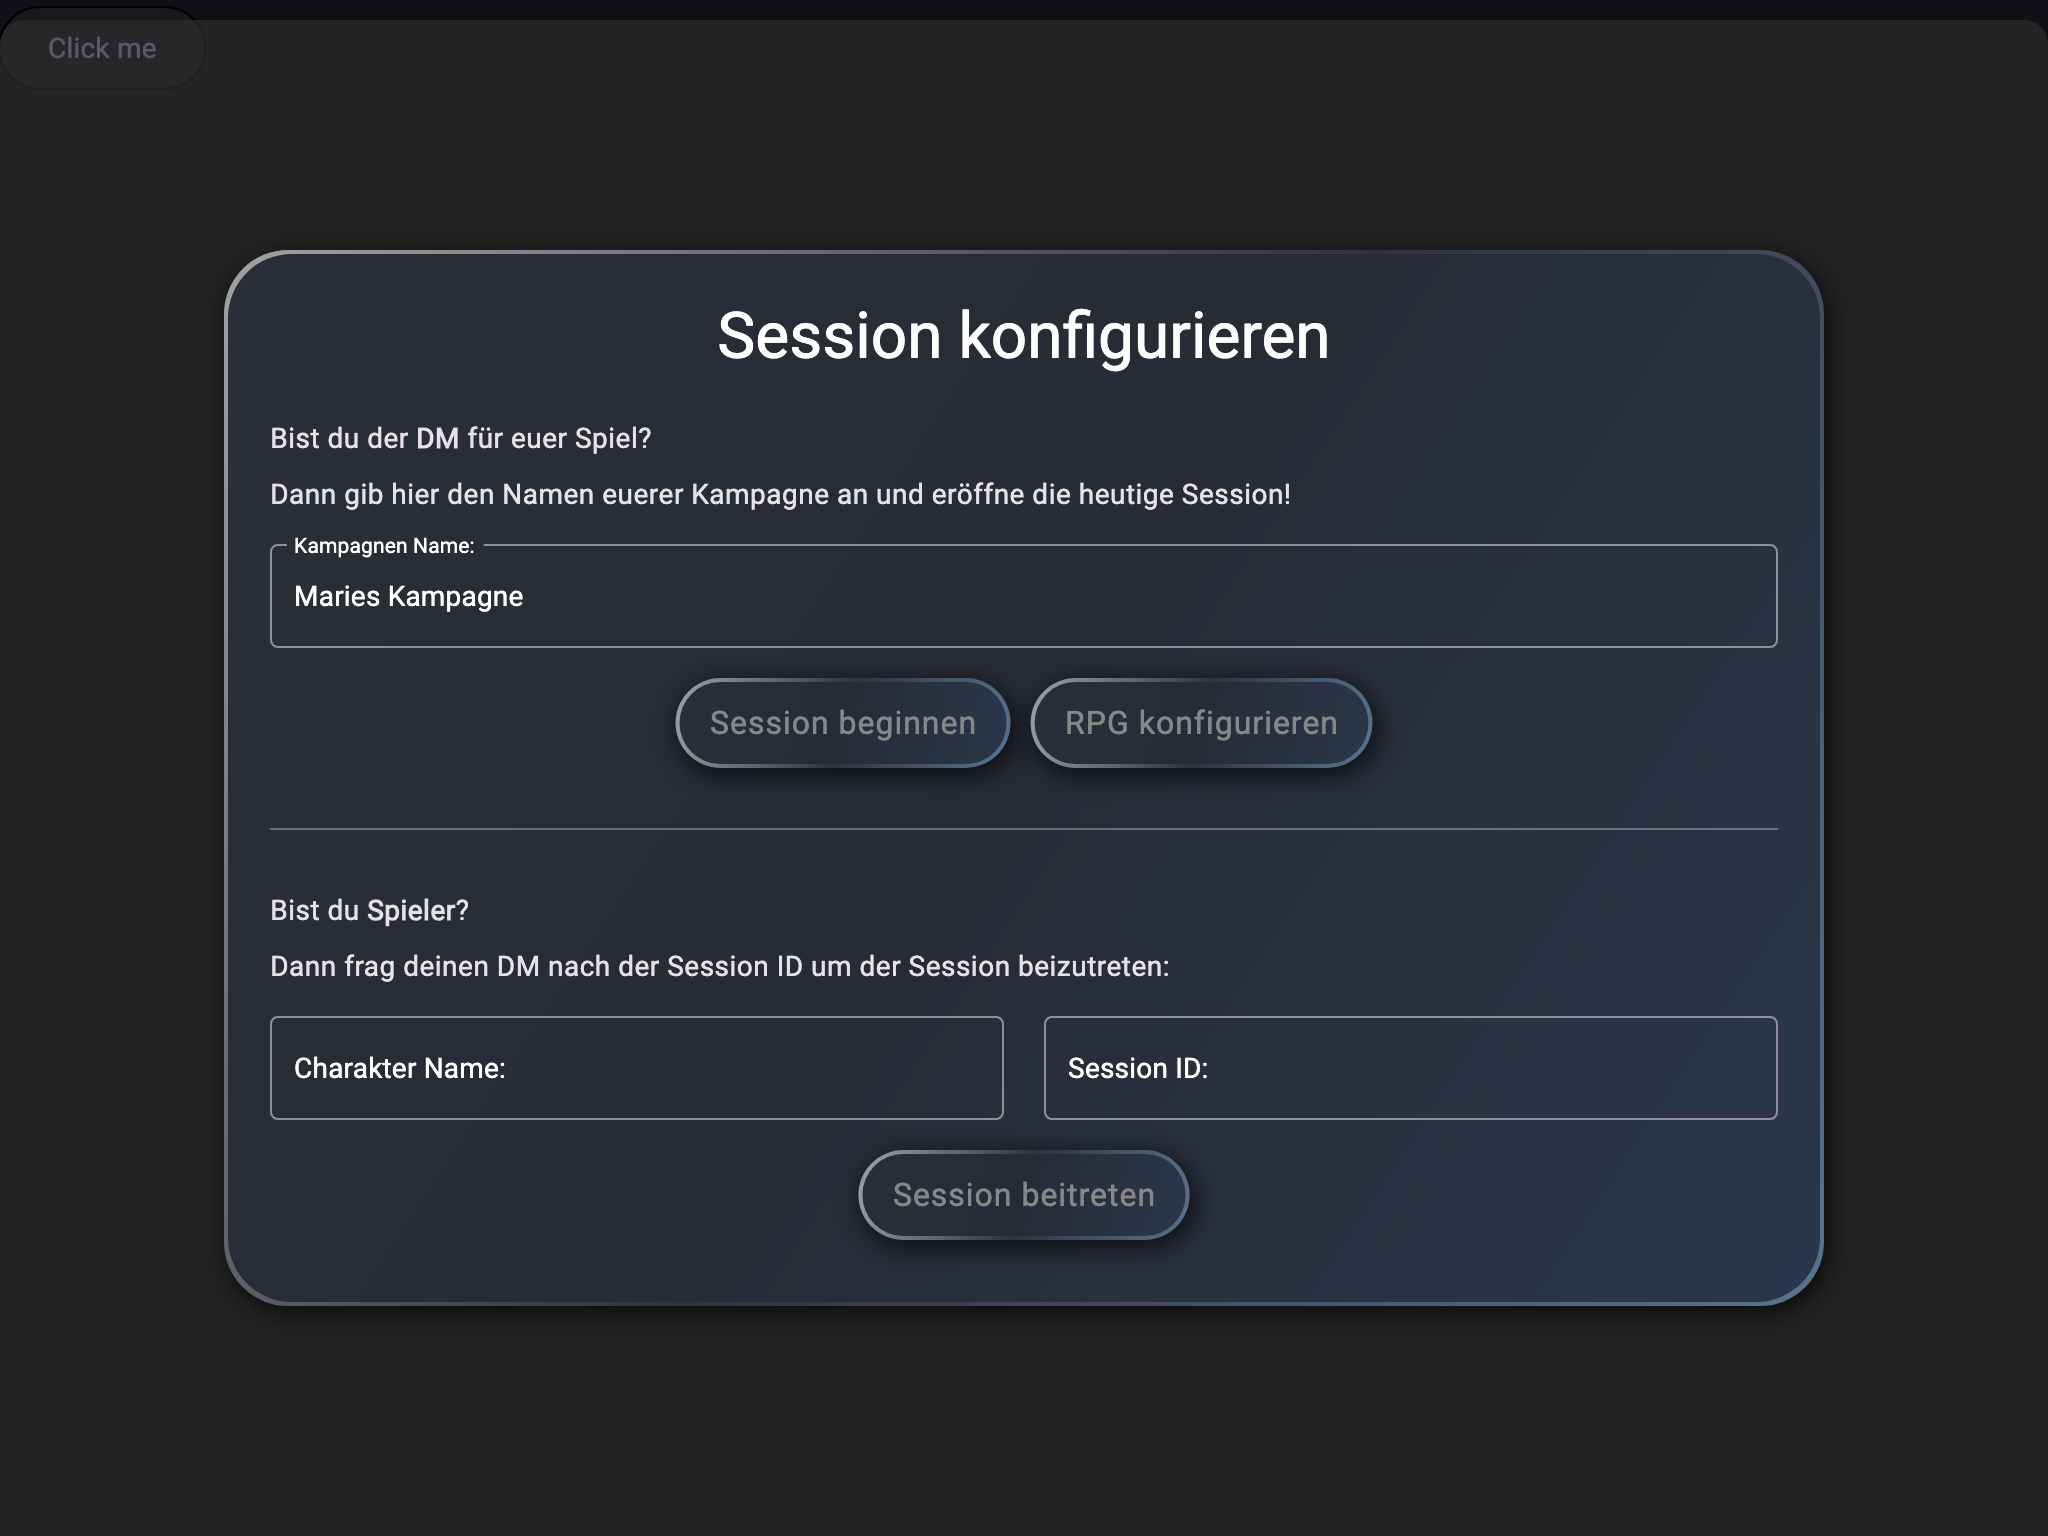 Click me
Session konfigurieren
Bist du der DM für euer Spiel?
Dann gib hier den Namen euerer Kampagne an und eröffne die heutige Session!
Kampagnen Name:
Maries Kampagne
Session beginnen
RPG konfigurieren
Bist du Spieler?
Dann frag deinen DM nach der Session ID um der Session beizutreten:
Charakter Name:
Session ID:
Session beitreten